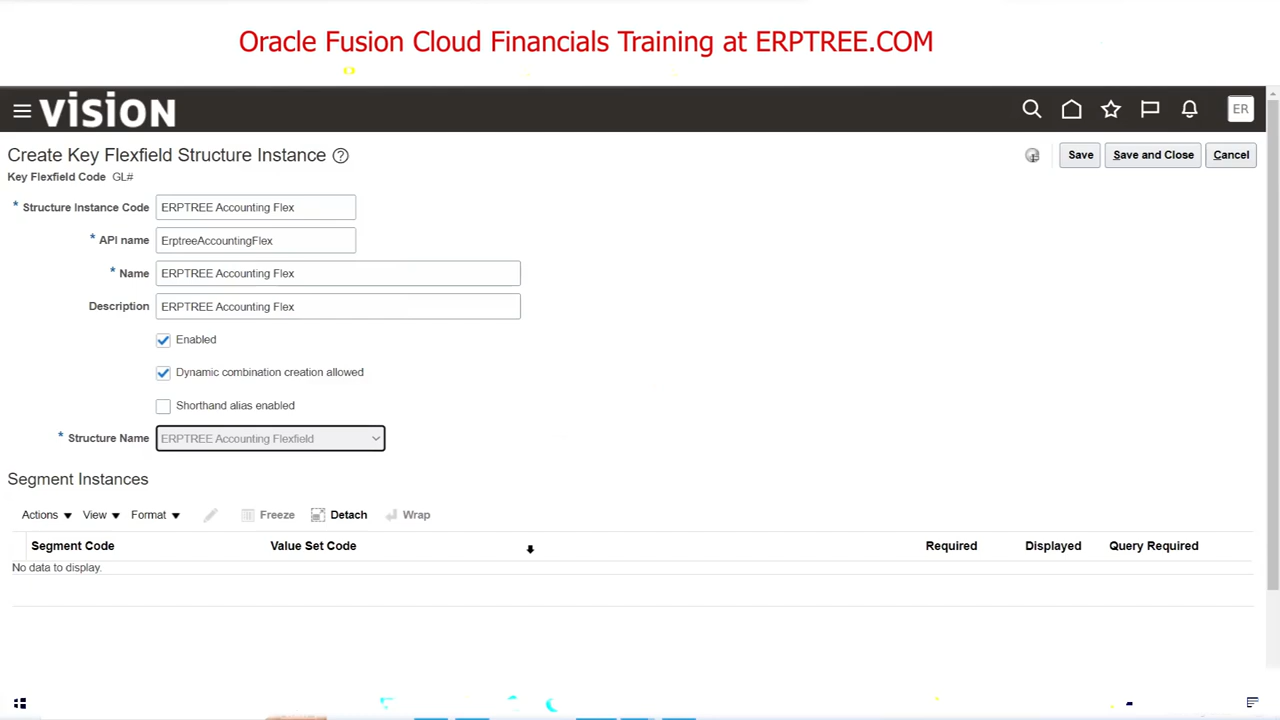 Oracle Fusion Cloud Financials Training at ERPTREE.COM
VISION
ER
Create Key Flexfield Structure Instance
Save
Save and Close
Cancel
Key Flexfield Code GL#
* Structure Instance Code ERPTREE Accounting Flex
* API name ErptreeAccountingFlex
* Name ERPTREE Accounting Flex
Description ERPTREE Accounting Flex
Enabled
Dynamic combination creation allowed
Shorthand alias enabled
* Structure Name ERPTREE Accounting Flexfield
Segment Instances
Actions View Format Freeze Detach Wrap
Segment Code Value Set Code Required Displayed Query Required
No data to display.